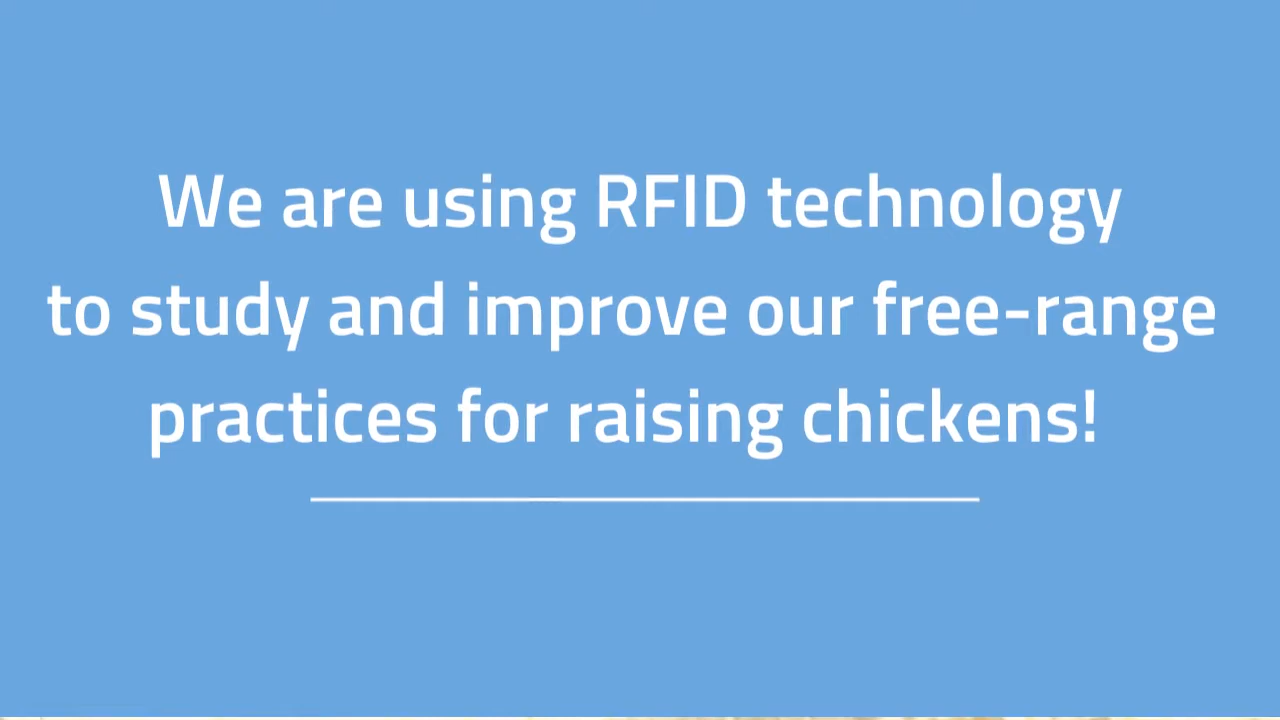 We are using RFID technology
to study and improve our free-range
practices for raising chickens!